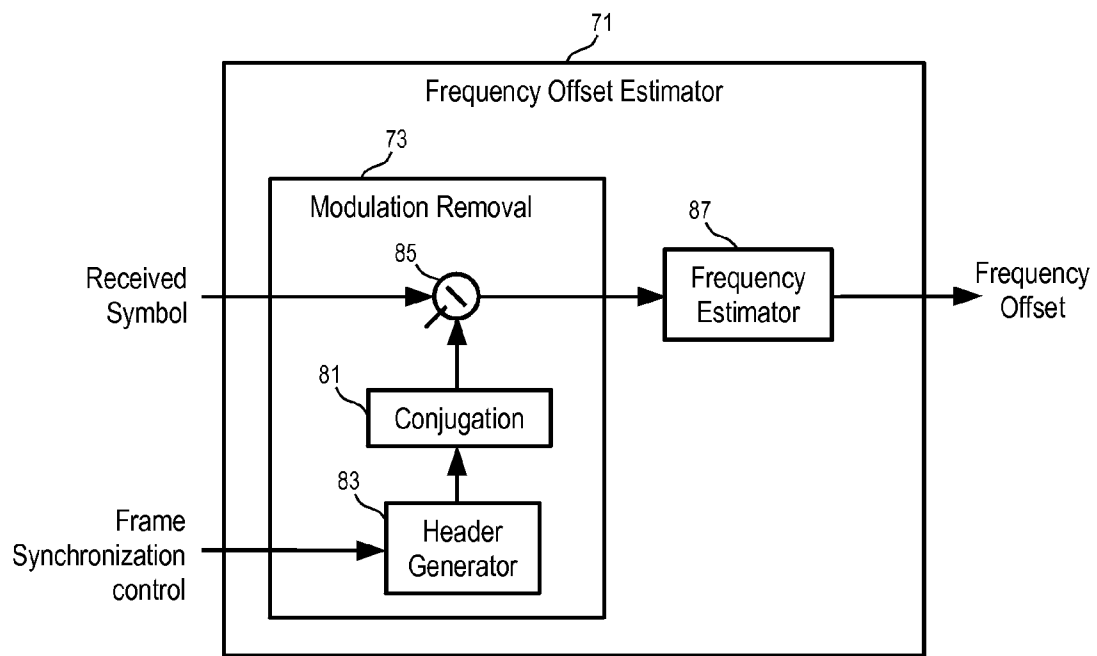 71
Frequency Offset Estimator
73
Modulation Removal
87
85
Received
Symbol
Frequency
Estimator
Frequency
Offset
81
Conjugation
83
Header
Generator
Frame
Synchronization
control